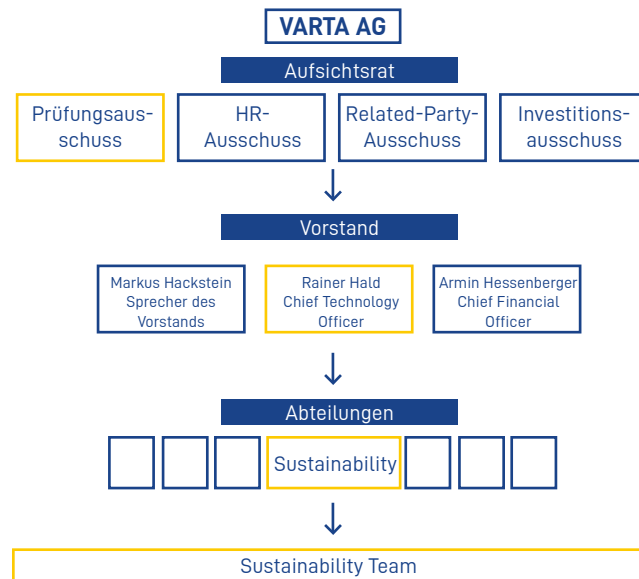 VARTA AG
Aufsichtsrat
Prüfungsaus-
schuss
HR-
Ausschuss
Related-Party-
Ausschuss
Investitions-
ausschuss
Vorstand
Markus Hackstein
Sprecher des
Vorstands
Rainer Hald
Chief Technology
Officer
Armin Hessenberger
Chief Financial
Officer
Abteilungen
Sustainability
Sustainability Team